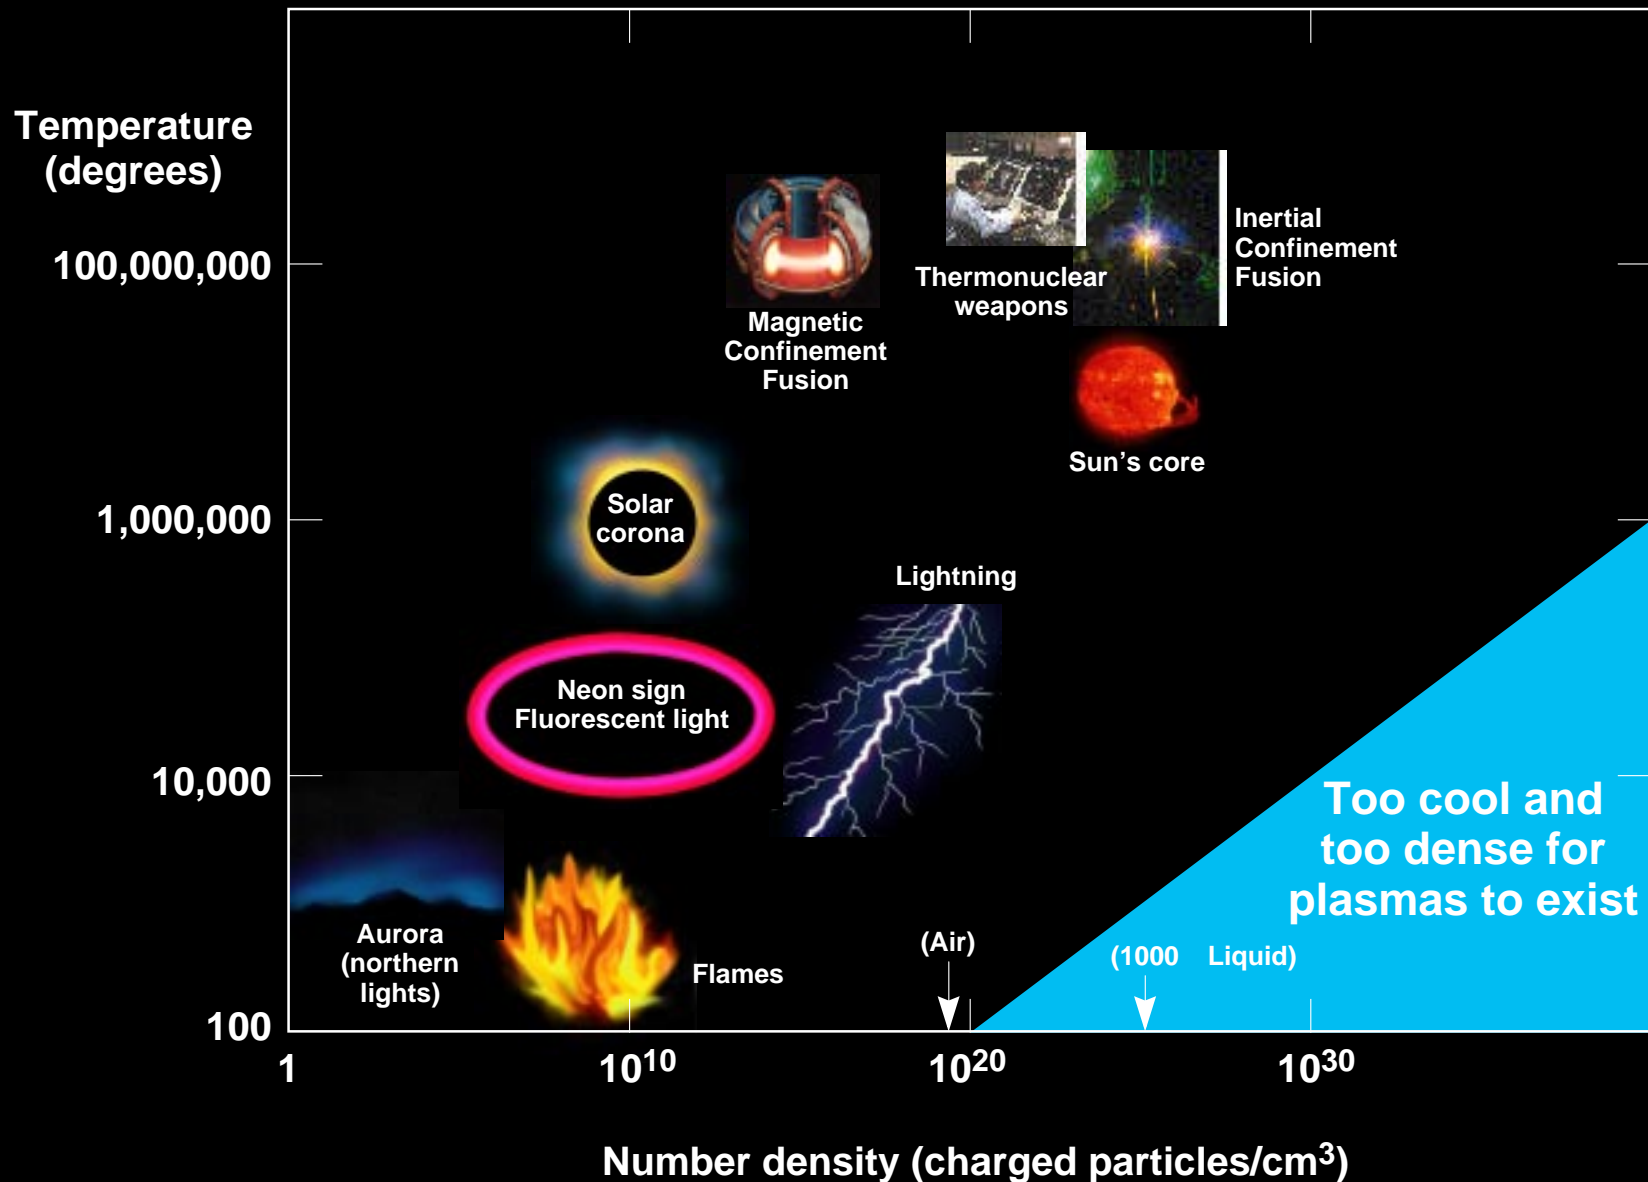 Temperature
(degrees)
100,000,000
1,000,000
10,000
100
Magnetic
Confinement
Fusion
Thermonuclear
weapons
Inertial
Confinement
Fusion
Sun's core
Solar
corona
Lightning
Neon sign
Fluorescent light
Aurora
(northern
lights)
Flames
(Air)
(1000 Liquid)
Too cool and
too dense for
plasmas to exist
1
10¹⁰
10²⁰
10³⁰
Number density (charged particles/cm³)